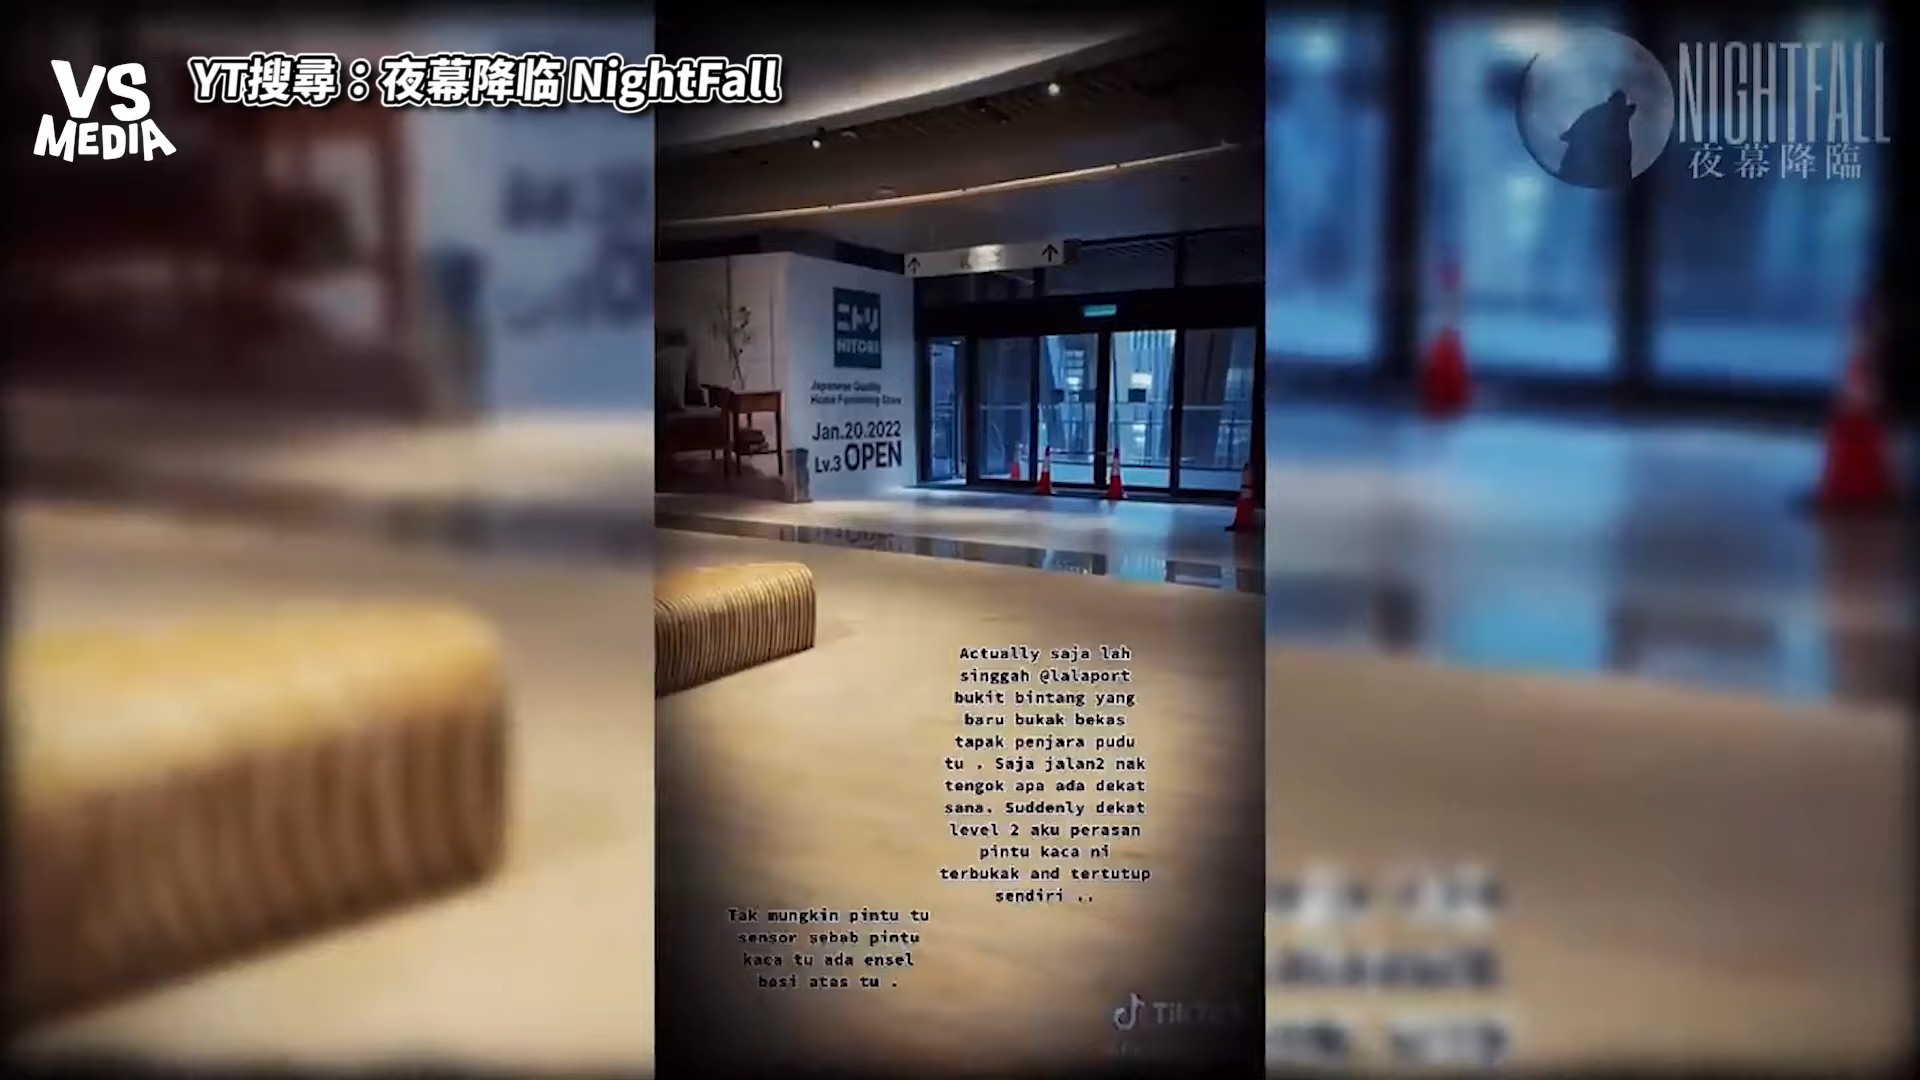 VS
MEDIA
YT搜尋：夜幕降临 NightFall
NIGHTFALL
夜幕降臨
ニトリ
NITORI
Japanese Quality
Home Furnishing Store
Jan.20.2022
Lv.3 OPEN
Actually saja lah
singgah @lalaport
bukit bintang yang
baru bukak bekas
tapak penjara pudu
tu . Saja jalan2 nak
tengok apa ada dekat
sana. Suddenly dekat
level 2 aku perasan
pintu kaca ni
terbukak and tertutup
sendiri ..
Tak mungkin pintu tu
sensor sebab pintu
kaca tu ada ensel
besi atas tu .
TikTok